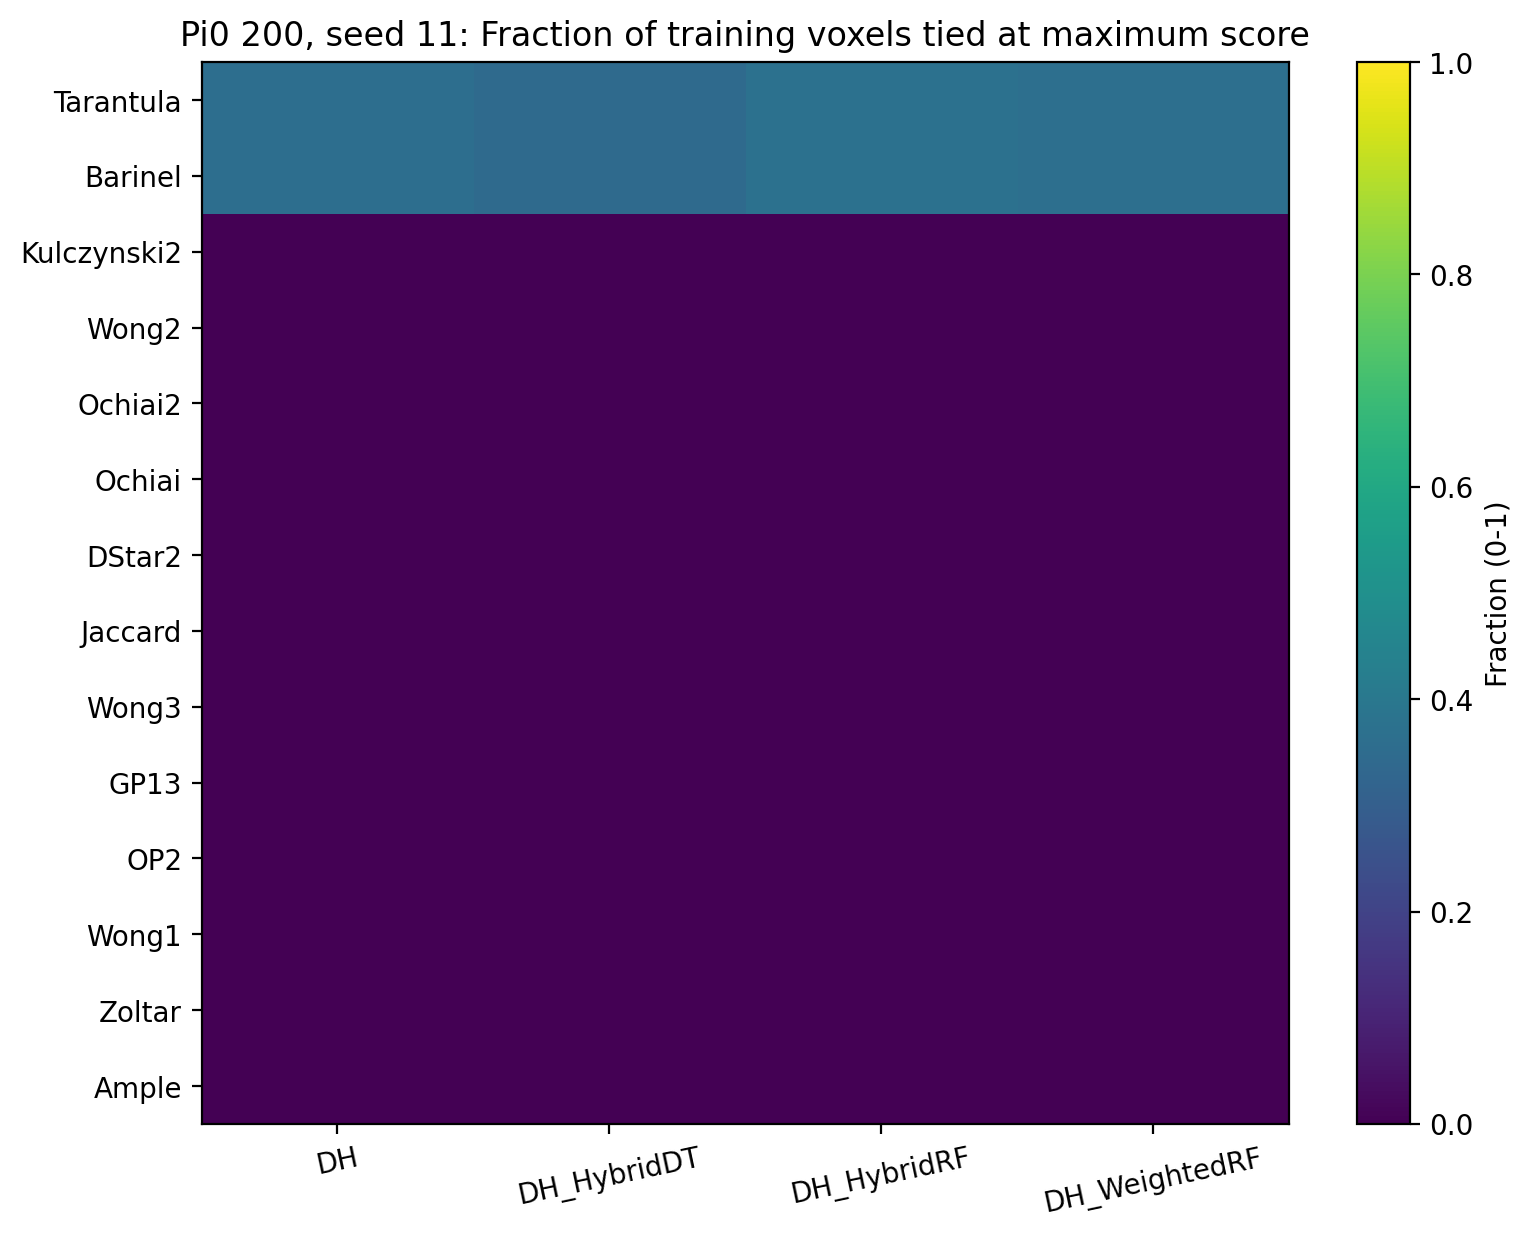 Pi0 200, seed 11: Fraction of training voxels tied at maximum score
Tarantula
Barinel
Kulczynski2
Wong2
Ochiai2
Ochiai
DStar2
Jaccard
Wong3
GP13
OP2
Wong1
Zoltar
Ample
DH
DH_HybridDT
DH_HybridRF
DH_WeightedRF
1.0
0.8
0.6
0.4
0.2
0.0
Fraction (0-1)